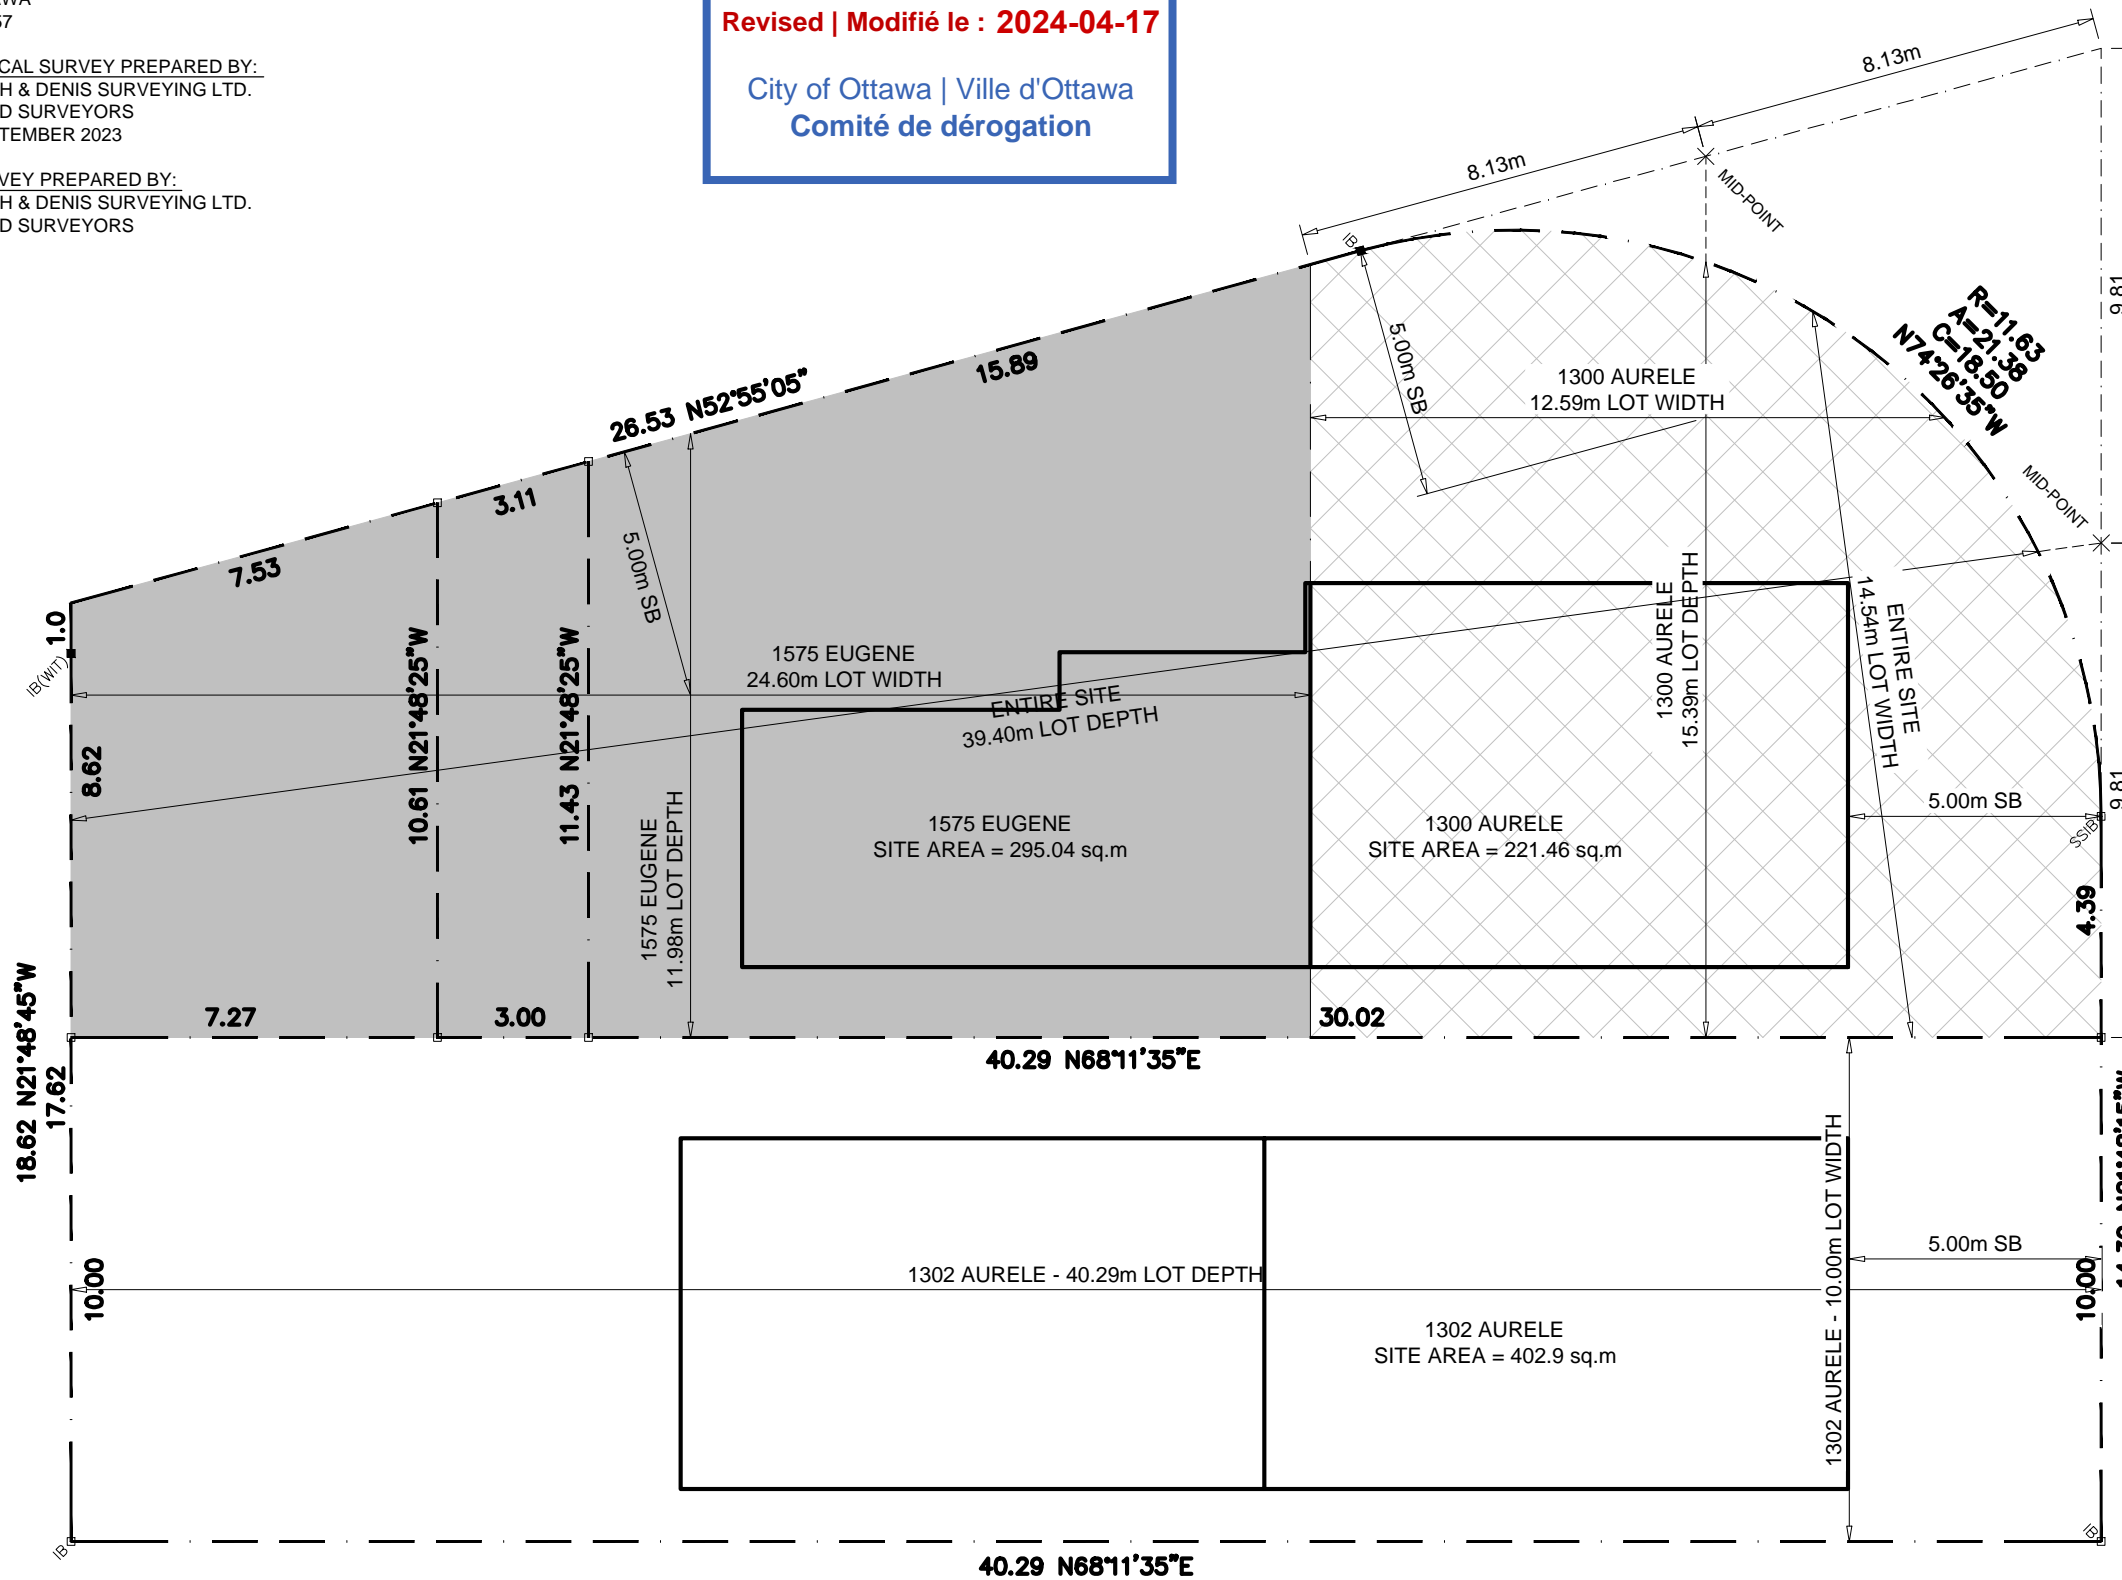 57
CAL SURVEY PREPARED BY:
H & DENIS SURVEYING LTD.
D SURVEYORS
TEMBER 2023
VEY PREPARED BY:
H & DENIS SURVEYING LTD.
D SURVEYORS
Revised | Modifié le : 2024-04-17
City of Ottawa | Ville d'Ottawa
Comité de dérogation
8.13m
8.13m
MID-POINT
IB
9.81
R=11.63
A=21.38
C=18.50
N74°26'35"W
5.00m SB
1300 AURELE
12.59m LOT WIDTH
15.89
26.53 N52°55'05"
3.11
7.53
MID-POINT
5.00m SB
1.0
IB(WIT)
1575 EUGENE
24.60m LOT WIDTH
ENTIRE SITE
39.40m LOT DEPTH
1300 AURELE
15.39m LOT DEPTH
ENTIRE SITE
14.54m LOT WIDTH
8.62
10.61 N21°48'25"W
11.43 N21°48'25"W
1575 EUGENE
11.98m LOT DEPTH
1575 EUGENE
SITE AREA = 295.04 sq.m
1300 AURELE
SITE AREA = 221.46 sq.m
5.00m SB
9.81
SSIB
4.39
7.27
3.00
30.02
40.29 N68°11'35"E
18.62 N21°48'45"W
17.62
10.00
1302 AURELE - 40.29m LOT DEPTH
1302 AURELE
SITE AREA = 402.9 sq.m
1302 AURELE - 10.00m LOT WIDTH
5.00m SB
10.00
IB
IB
40.29 N68°11'35"E